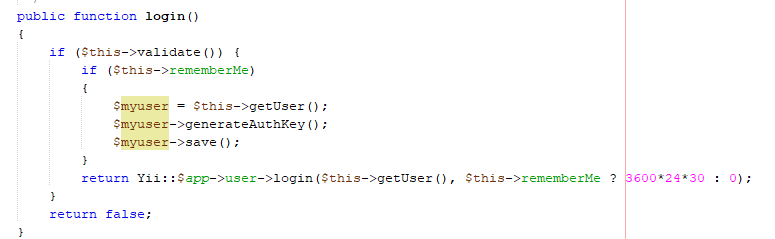 public function login()
{
if ($this->validate()) {
if ($this->rememberMe)
{
$myuser = $this->getUser();
$myuser->generateAuthKey();
$myuser->save();
}
return Yii::$app->user->login($this->getUser(), $this->rememberMe ? 3600*24*30 : 0);
}
return false;
}